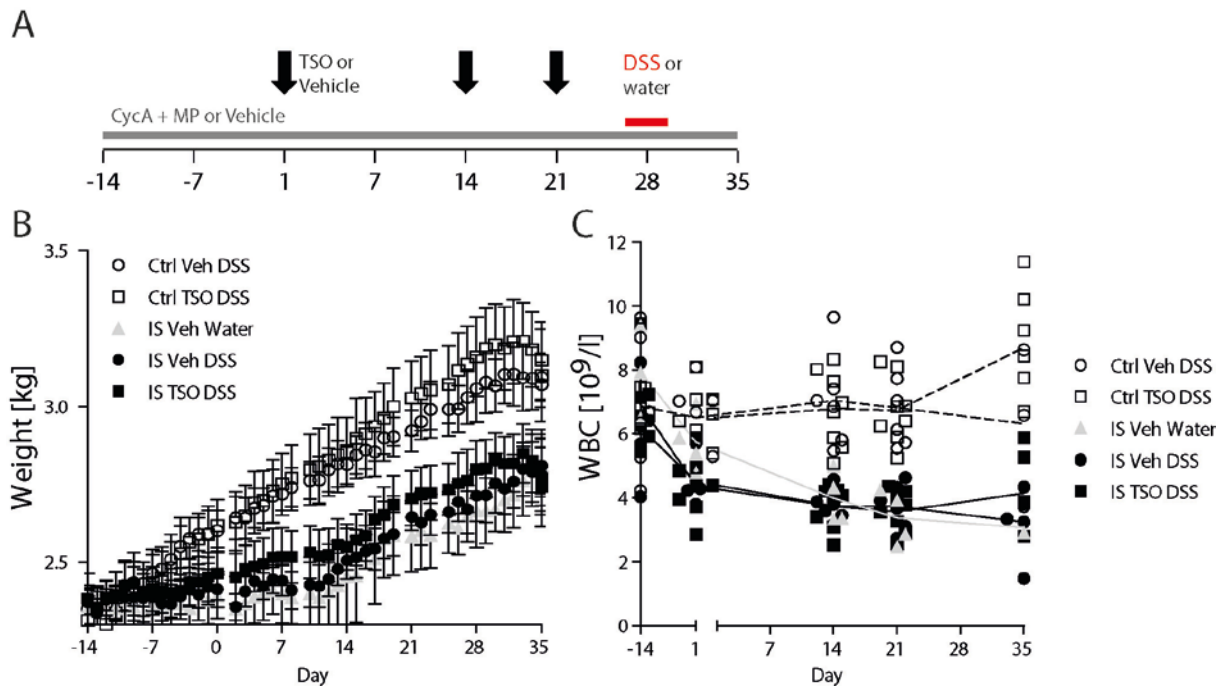 A
TSO or
Vehicle
DSS or
water
CycA + MP or Vehicle
-14 -7 1 7 14 21 28 35
B
Weight [kg]
3.5
3.0
2.5
Ctrl Veh DSS
Ctrl TSO DSS
IS Veh Water
IS Veh DSS
IS TSO DSS
-14 -7 0 7 14 21 28 35
Day
C
WBC [10⁹/l]
12
10
8
6
4
2
0
-14 1 7 14 21 35
Day
Ctrl Veh DSS
Ctrl TSO DSS
IS Veh Water
IS Veh DSS
IS TSO DSS